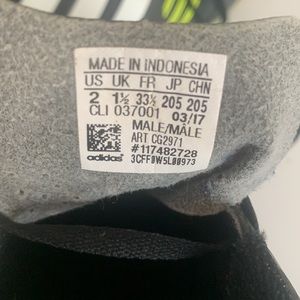 MADE IN INDONESIA
US UK FR JP CHN
2 1½ 33½ 205 205
CLI 037001 03/17
MALE/MALE
ART CG2971
#117482728
adidas 3CFF0W5L00973